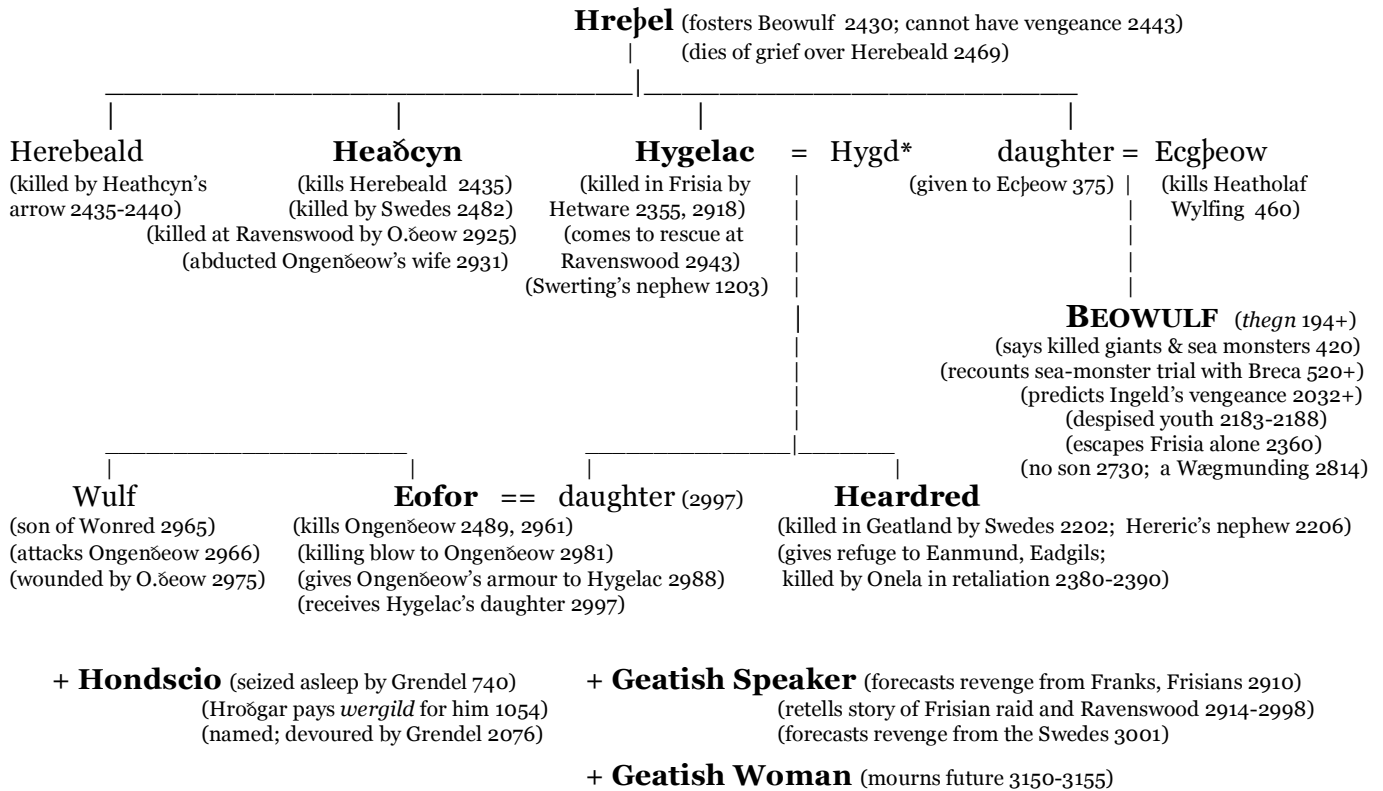 Hreþel (fosters Beowulf 2430; cannot have vengeance 2443)
(dies of grief over Herebeald 2469)
Herebeald Heaðcyn Hygelac = Hygd* daughter = Ecgþeow
(killed by Heathcyn’s (kills Herebeald 2435) (killed in Frisia by (given to Ecþeow 375) (kills Heatholaf
arrow 2435-2440) (killed by Swedes 2482) Hetware 2355, 2918) Wylfing 460)
(killed at Ravenswood by O.ðeow 2925) (comes to rescue at
(abducted Ongenðeow’s wife 2931) Ravenswood 2943)
(Swerting’s nephew 1203)
BEOWULF (thegn 194+)
(says killed giants & sea monsters 420)
(recounts sea-monster trial with Breca 520+)
(predicts Ingeld’s vengeance 2032+)
(despised youth 2183-2188)
(escapes Frisia alone 2360)
(no son 2730; a Wægmunding 2814)
Wulf Eofor == daughter (2997) Heardred
(son of Wonred 2965) (kills Ongenðeow 2489, 2961) (killed in Geatland by Swedes 2202; Hereric’s nephew 2206)
(attacks Ongenðeow 2966) (killing blow to Ongenðeow 2981) (gives refuge to Eanmund, Eadgils;
(wounded by O.ðeow 2975) (gives Ongenðeow’s armour to Hygelac 2988) killed by Onela in retaliation 2380-2390)
(receives Hygelac’s daughter 2997)
+ Hondscio (seized asleep by Grendel 740) + Geatish Speaker (forecasts revenge from Franks, Frisians 2910)
(Hroðgar pays wergild for him 1054) (retells story of Frisian raid and Ravenswood 2914-2998)
(named; devoured by Grendel 2076) (forecasts revenge from the Swedes 3001)
+ Geatish Woman (mourns future 3150-3155)